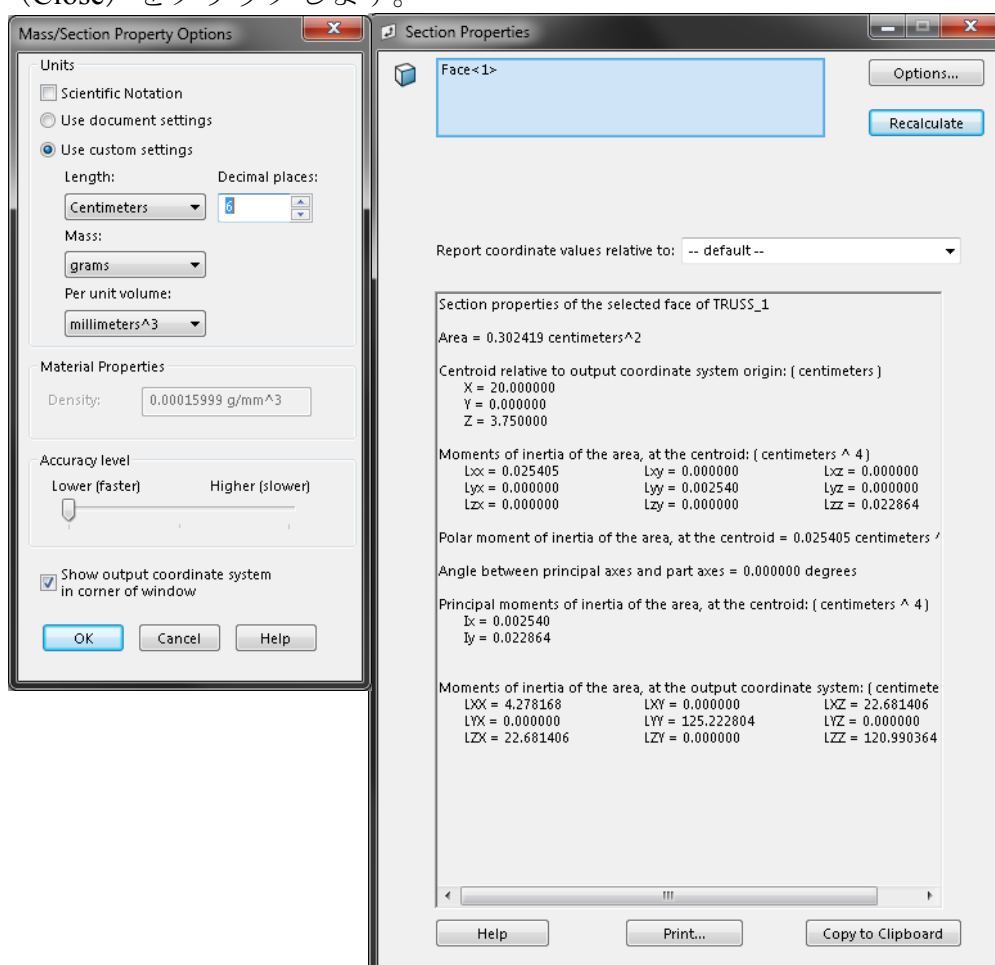 (Close) をクリックします。
Mass/Section Property Options
Units
Scientific Notation
Use document settings
Use custom settings
Length: Decimal places:
Centimeters 6
Mass:
grams
Per unit volume:
millimeters^3
Material Properties
Density: 0.00015999 g/mm^3
Accuracy level
Lower (faster) Higher (slower)
Show output coordinate system
in corner of window
OK Cancel Help
Section Properties
Face<1>
Options...
Recalculate
Report coordinate values relative to: -- default --
Section properties of the selected face of TRUSS_1
Area = 0.302419 centimeters^2
Centroid relative to output coordinate system origin: ( centimeters )
X = 20.000000
Y = 0.000000
Z = 3.750000
Moments of inertia of the area, at the centroid: ( centimeters ^ 4 )
Lxx = 0.025405 Lxy = 0.000000 Lxz = 0.000000
Lyx = 0.000000 Lyy = 0.002540 Lyz = 0.000000
Lzx = 0.000000 Lzy = 0.000000 Lzz = 0.022864
Polar moment of inertia of the area, at the centroid = 0.025405 centimeters ^
Angle between principal axes and part axes = 0.000000 degrees
Principal moments of inertia of the area, at the centroid: ( centimeters ^ 4 )
Ix = 0.002540
Iy = 0.022864
Moments of inertia of the area, at the output coordinate system: ( centimete
LXX = 4.278168 LXY = 0.000000 LXZ = 22.681406
LYX = 0.000000 LYY = 125.222804 LYZ = 0.000000
LZX = 22.681406 LZY = 0.000000 LZZ = 120.990364
Help Print... Copy to Clipboard